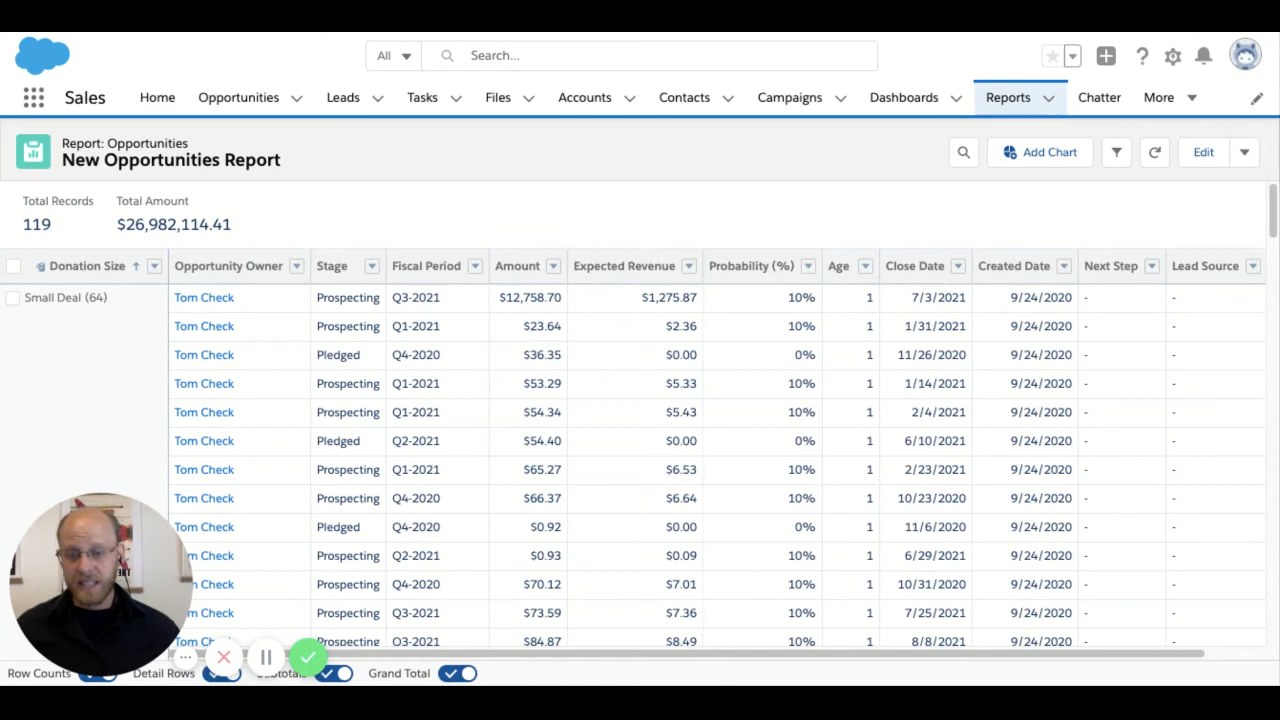 All
Search...
Sales
Home
Opportunities
Leads
Tasks
Files
Accounts
Contacts
Campaigns
Dashboards
Reports
Chatter
More
Report: Opportunities
New Opportunities Report
Add Chart
Edit
Total Records Total Amount
119 $26,982,114.41
Donation Size ↑ Opportunity Owner Stage Fiscal Period Amount Expected Revenue Probability (%) Age Close Date Created Date Next Step Lead Source
Small Deal (64) Tom Check Prospecting Q3-2021 $12,758.70 $1,275.87 10% 1 7/3/2021 9/24/2020 - -
Tom Check Prospecting Q1-2021 $23.64 $2.36 10% 1 1/31/2021 9/24/2020 - -
Tom Check Pledged Q4-2020 $36.35 $0.00 0% 1 11/26/2020 9/24/2020 - -
Tom Check Prospecting Q1-2021 $53.29 $5.33 10% 1 1/14/2021 9/24/2020 - -
Tom Check Prospecting Q1-2021 $54.34 $5.43 10% 1 2/4/2021 9/24/2020 - -
Tom Check Pledged Q2-2021 $54.40 $0.00 0% 1 6/10/2021 9/24/2020 - -
Tom Check Prospecting Q1-2021 $65.27 $6.53 10% 1 2/23/2021 9/24/2020 - -
Tom Check Prospecting Q4-2020 $66.37 $6.64 10% 1 10/23/2020 9/24/2020 - -
Tom Check Pledged Q4-2020 $0.92 $0.00 0% 1 11/6/2020 9/24/2020 - -
m Check Prospecting Q2-2021 $0.93 $0.09 10% 1 6/29/2021 9/24/2020 - -
m Check Prospecting Q4-2020 $70.12 $7.01 10% 1 10/31/2020 9/24/2020 - -
m Check Prospecting Q3-2021 $73.59 $7.36 10% 1 7/25/2021 9/24/2020 - -
Tom Ch Prospecting Q3-2021 $84.87 $8.49 10% 1 8/8/2021 9/24/2020 - -
Row Counts Detail Rows Subtotals Grand Total